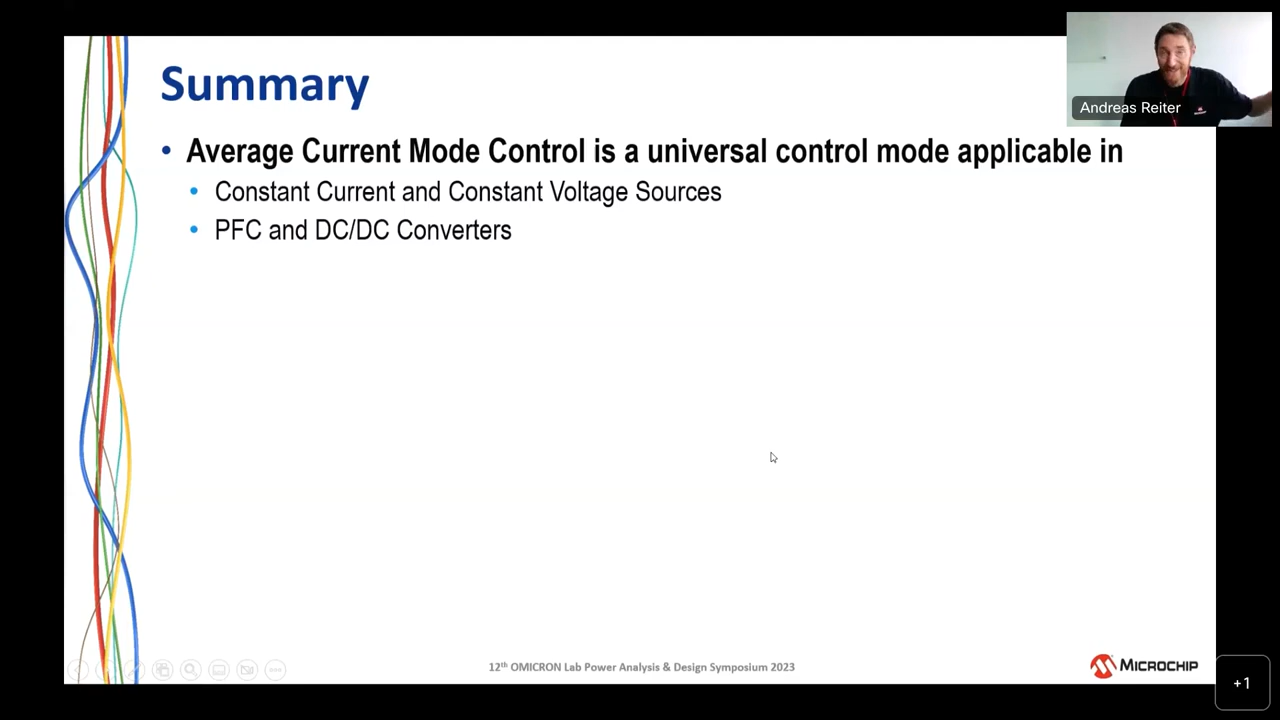 Summary
Andreas Reiter
• Average Current Mode Control is a universal control mode applicable in
• Constant Current and Constant Voltage Sources
• PFC and DC/DC Converters
12th OMICRON Lab Power Analysis & Design Symposium 2023
MICROCHIP
+1